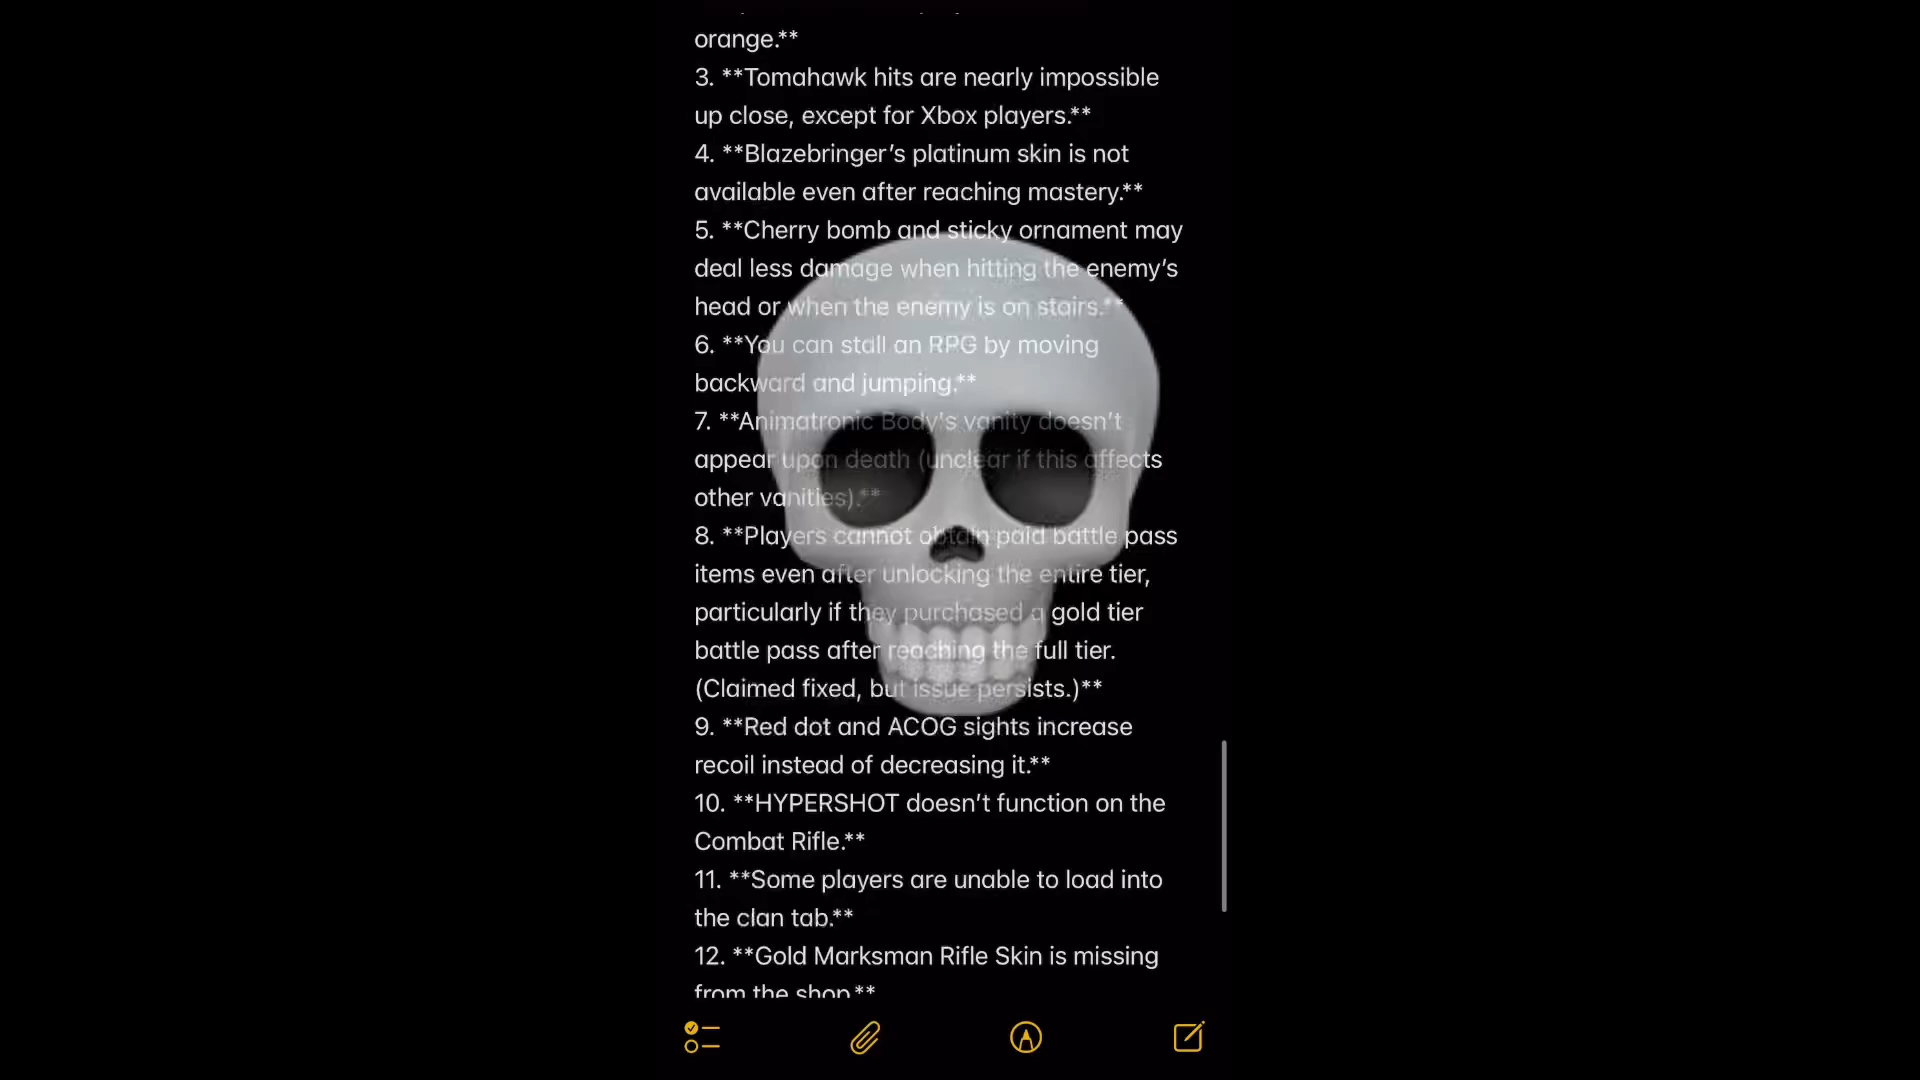 orange.**
3. **Tomahawk hits are nearly impossible
up close, except for Xbox players.**
4. **Blazebringer’s platinum skin is not
available even after reaching mastery.**
5. **Cherry bomb and sticky ornament may
deal less damage when hitting the enemy’s
head or when the enemy is on stairs.**
6. **You can stall an RPG by moving
backward and jumping.**
7. **Animatronic Body’s vanity doesn’t
appear upon death (unclear if this affects
other vanities).**
8. **Players cannot obtain paid battle pass
items even after unlocking the entire tier,
particularly if they purchased a gold tier
battle pass after reaching the full tier.
(Claimed fixed, but issue persists.)**
9. **Red dot and ACOG sights increase
recoil instead of decreasing it.**
10. **HYPERSHOT doesn’t function on the
Combat Rifle.**
11. **Some players are unable to load into
the clan tab.**
12. **Gold Marksman Rifle Skin is missing
from the shop.**